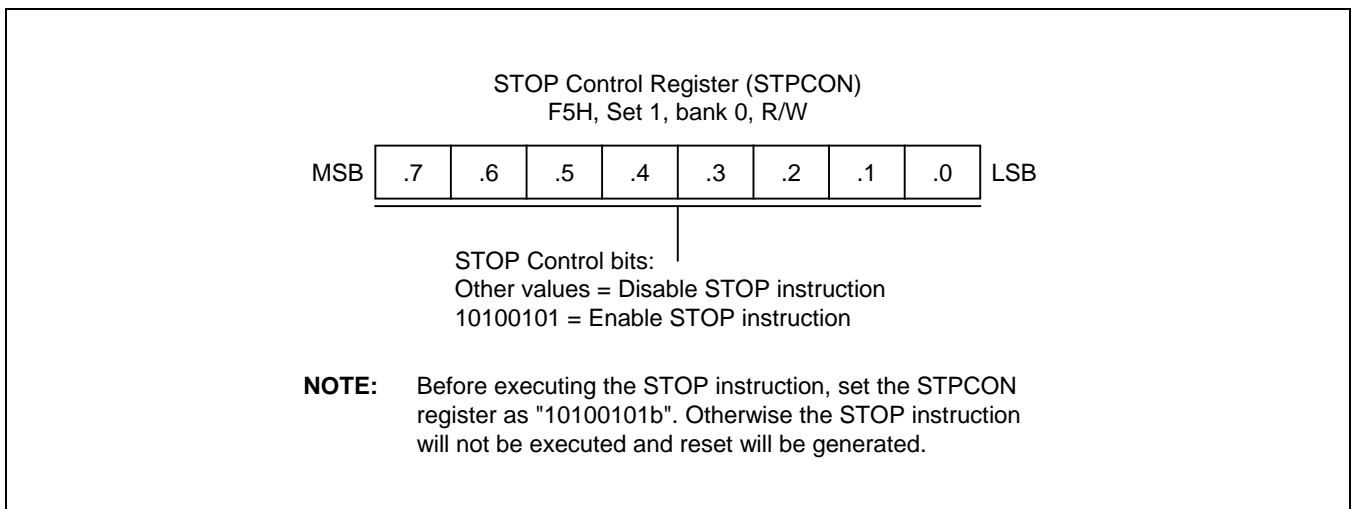 STOP Control Register (STPCON)
F5H, Set 1, bank 0, R/W
MSB .7 .6 .5 .4 .3 .2 .1 .0 LSB
STOP Control bits:
Other values = Disable STOP instruction
10100101 = Enable STOP instruction
NOTE: Before executing the STOP instruction, set the STPCON
register as "10100101b". Otherwise the STOP instruction
will not be executed and reset will be generated.